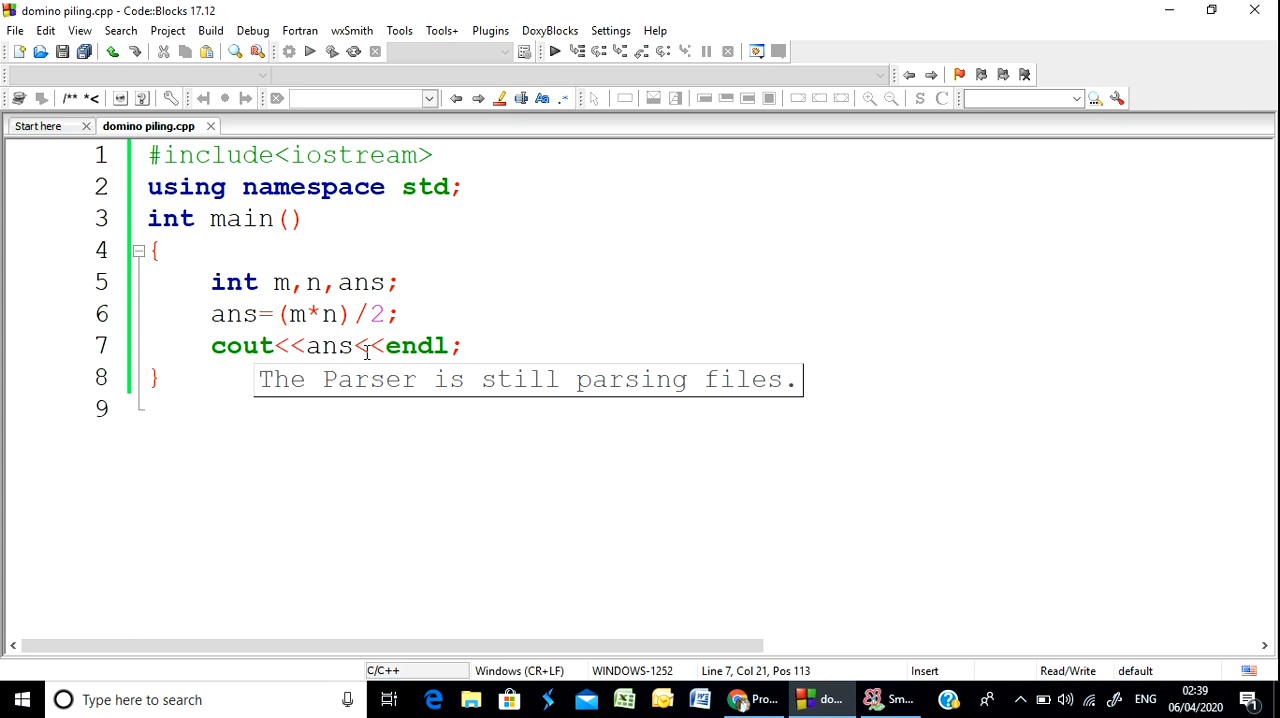 domino piling.cpp - Code::Blocks 17.12
File Edit View Search Project Build Debug Fortran wxSmith Tools Tools+ Plugins DoxyBlocks Settings Help
/** *<
S C
Start here domino piling.cpp
1 #include<iostream>
2 using namespace std;
3 int main()
4 {
5 int m,n,ans;
6 ans=(m*n)/2;
7 cout<<ans<<endl;
The Parser is still parsing files.
8 }
9
C/C++ Windows (CR+LF) WINDOWS-1252 Line 7, Col 21, Pos 113 Insert Read/Write default
Type here to search Pro... do... Sm... ENG 02:39
06/04/2020 1